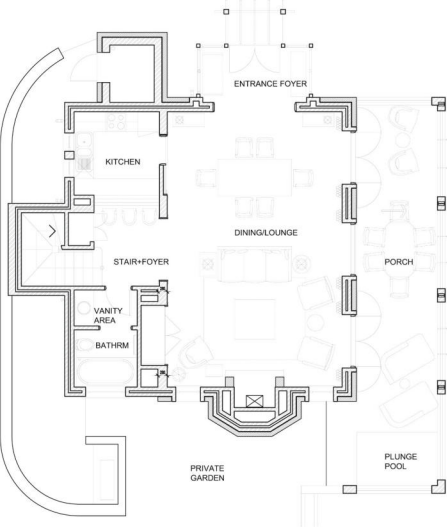 ENTRANCE FOYER
KITCHEN
DINING/LOUNGE
STAIR+FOYER
PORCH
VANITY
AREA
BATHRM
PRIVATE
GARDEN
PLUNGE
POOL